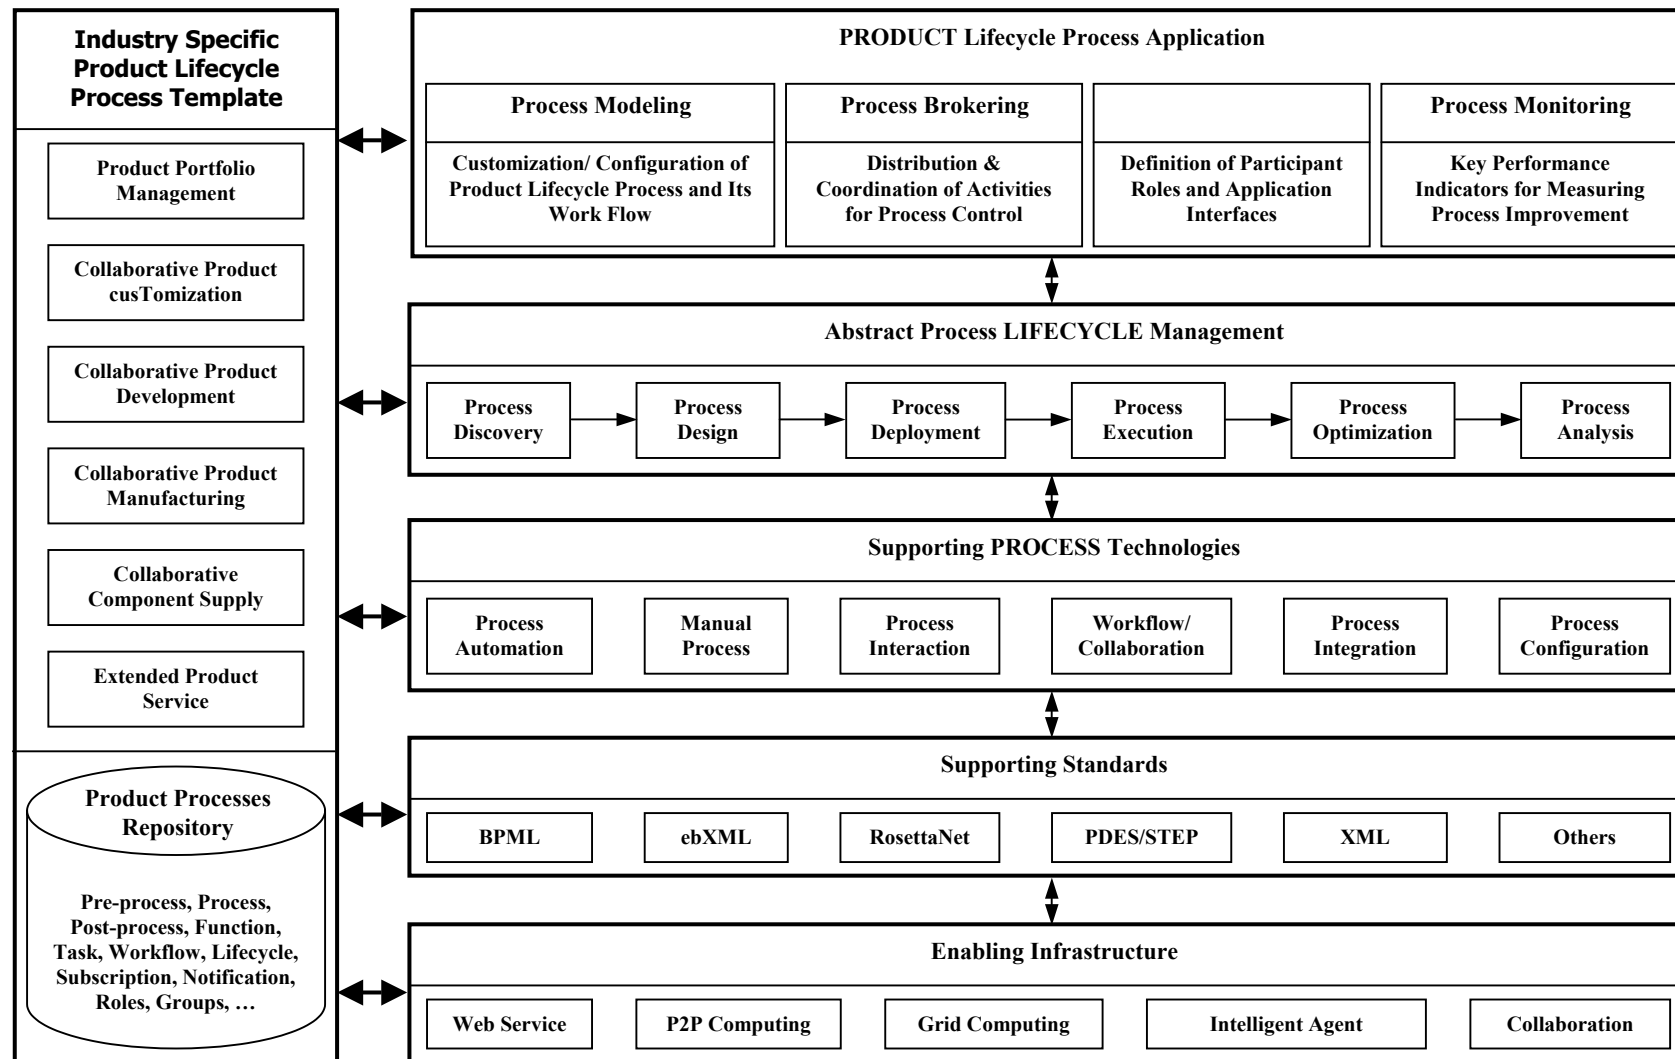 Industry Specific
Product Lifecycle
Process Template
Product Portfolio
Management
Collaborative Product
cusTomization
Collaborative Product
Development
Collaborative Product
Manufacturing
Collaborative
Component Supply
Extended Product
Service
Product Processes
Repository
Pre-process, Process,
Post-process, Function,
Task, Workflow, Lifecycle,
Subscription, Notification,
Roles, Groups, …
PRODUCT Lifecycle Process Application
Process Modeling
Customization/ Configuration of
Product Lifecycle Process and Its
Work Flow
Process Brokering
Distribution &
Coordination of Activities
for Process Control
Definition of Participant
Roles and Application
Interfaces
Process Monitoring
Key Performance
Indicators for Measuring
Process Improvement
Abstract Process LIFECYCLE Management
Process
Discovery
Process
Design
Process
Deployment
Process
Execution
Process
Optimization
Process
Analysis
Supporting PROCESS Technologies
Process
Automation
Manual
Process
Process
Interaction
Workflow/
Collaboration
Process
Integration
Process
Configuration
Supporting Standards
BPML
ebXML
RosettaNet
PDES/STEP
XML
Others
Enabling Infrastructure
Web Service
P2P Computing
Grid Computing
Intelligent Agent
Collaboration